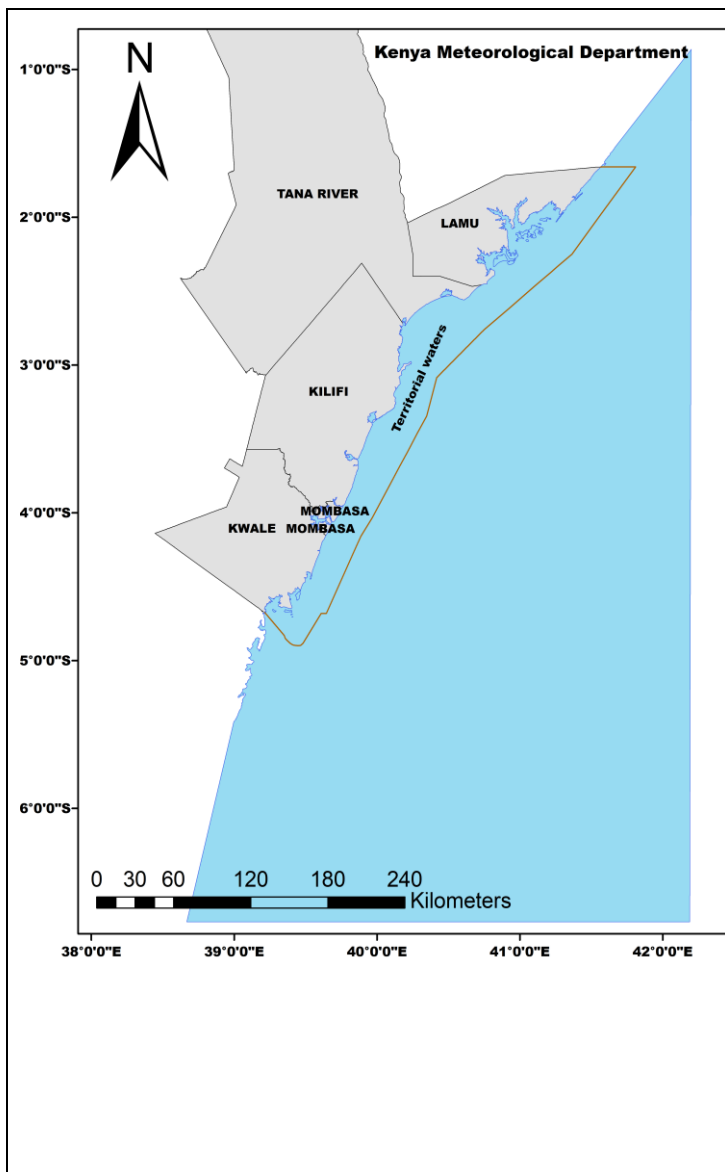 Kenya Meteorological Department
N
1°0'0"S
2°0'0"S
3°0'0"S
4°0'0"S
5°0'0"S
6°0'0"S
TANA RIVER
LAMU
Territorial waters
KILIFI
MOMBASA
KWALE MOMBASA
0 30 60 120 180 240
Kilometers
38°0'0"E 39°0'0"E 40°0'0"E 41°0'0"E 42°0'0"E